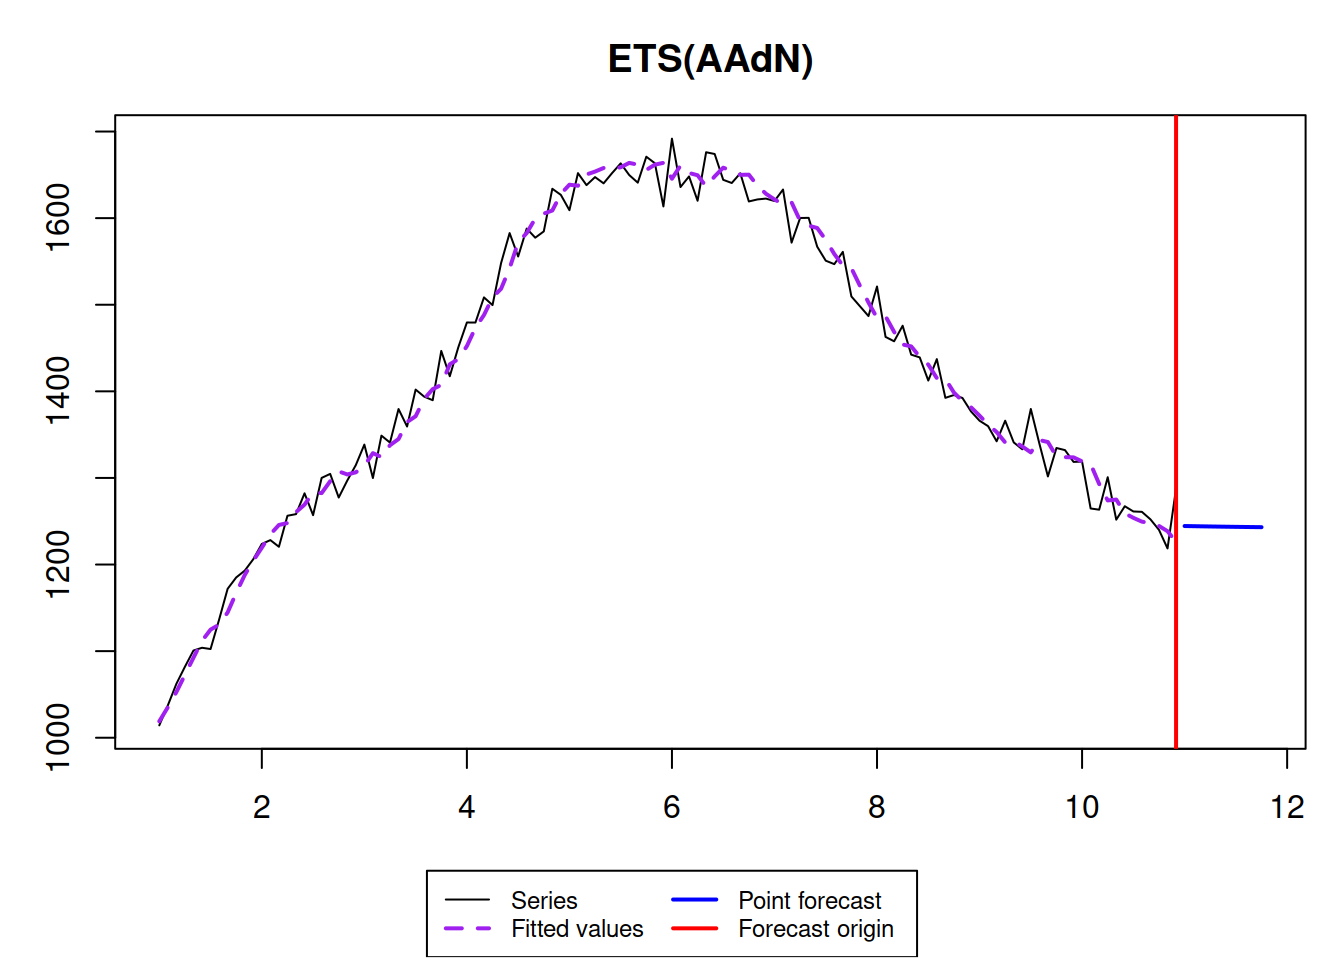 ETS(AAdN)
1600
1400
1200
1000
2 4 6 8 10 12
Series Point forecast
Fitted values Forecast origin